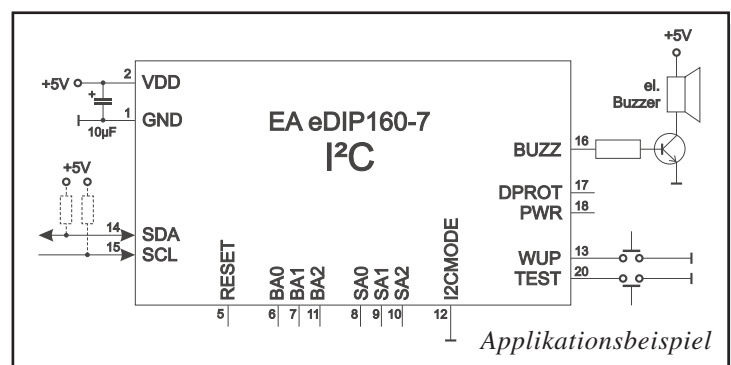 +5V
el.
Buzzer
+5V
2
VDD
+
1
GND
10µF
EA eDIP160-7
I²C
BUZZ
16
+5V
DPROT
17
PWR
18
14
SDA
15
SCL
WUP
13
TEST
20
RESET
BA0
BA1
BA2
SA0
SA1
SA2
I2CMODE
5
6
7
11
8
9
10
12
Applikationsbeispiel